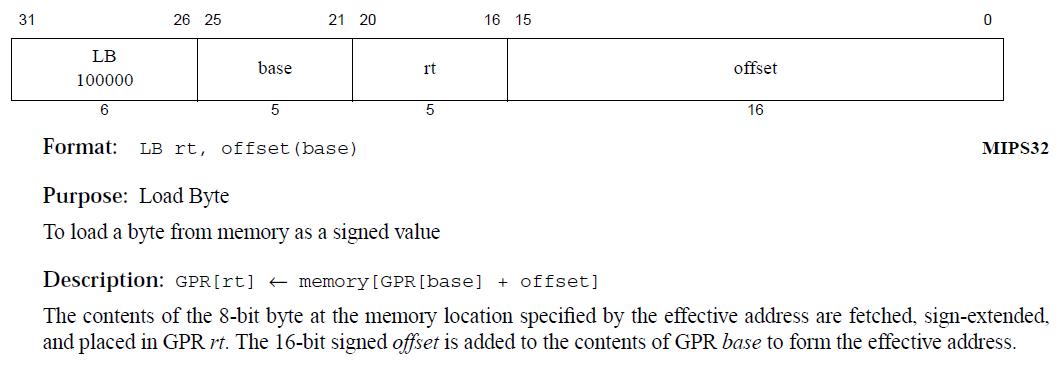 31 26 25 21 20 16 15 0
LB
100000
base rt offset
6 5 5 16
Format: LB rt, offset(base) MIPS32
Purpose: Load Byte
To load a byte from memory as a signed value
Description: GPR[rt] ← memory[GPR[base] + offset]
The contents of the 8-bit byte at the memory location specified by the effective address are fetched, sign-extended,
and placed in GPR rt. The 16-bit signed offset is added to the contents of GPR base to form the effective address.